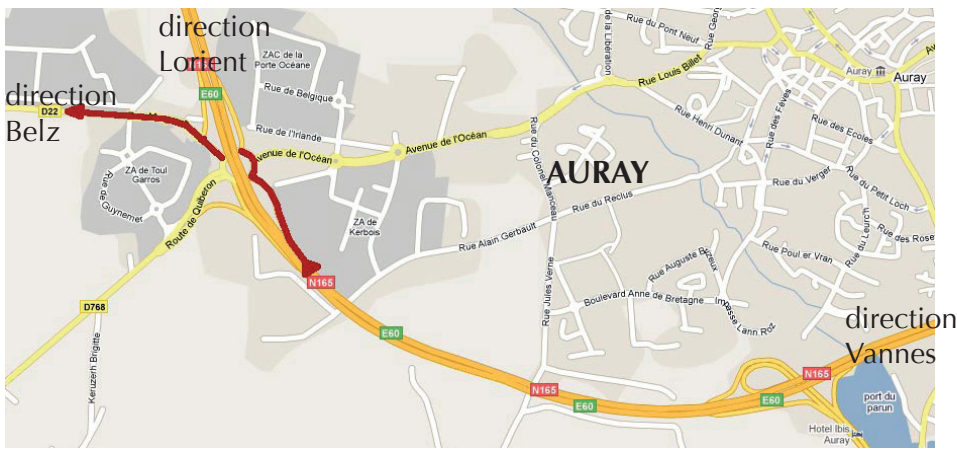 direction
Lorient
N165
E60
ZAC de la
Porte Océane
Rue de Belgique
Rue de l'Irlande
direction
Belz
D22
ZA de Toul
Garros
Rue de Guynemer
Route de Quiberon
Avenue de l'Océan
Avenue de l'Océan
Rue Louis Billet
Rue du Pont Neuf
Rue de la Libération
Auray
Auray
Rue Henri Dunant
Rue des Fèves
Rue des Ecoles
Rue du Verger
Rue du Petit Loch
AURAY
Rue du Colonel Manceau
Rue du Reclus
Rue Alain Gerbault
ZA de
Kerbois
Rue du Leurch
Rue des Roses
Rue Poul er Vran
Rue Auguste Bizeux
Boulevard Anne de Bretagne
Impasse Lann Roz
Rue Jules Verne
N165
D768
Keruzerh Brigitte
E60
direction
Vannes
N165
N165
E60
E60
port du
parun
Hotel Ibis
Auray